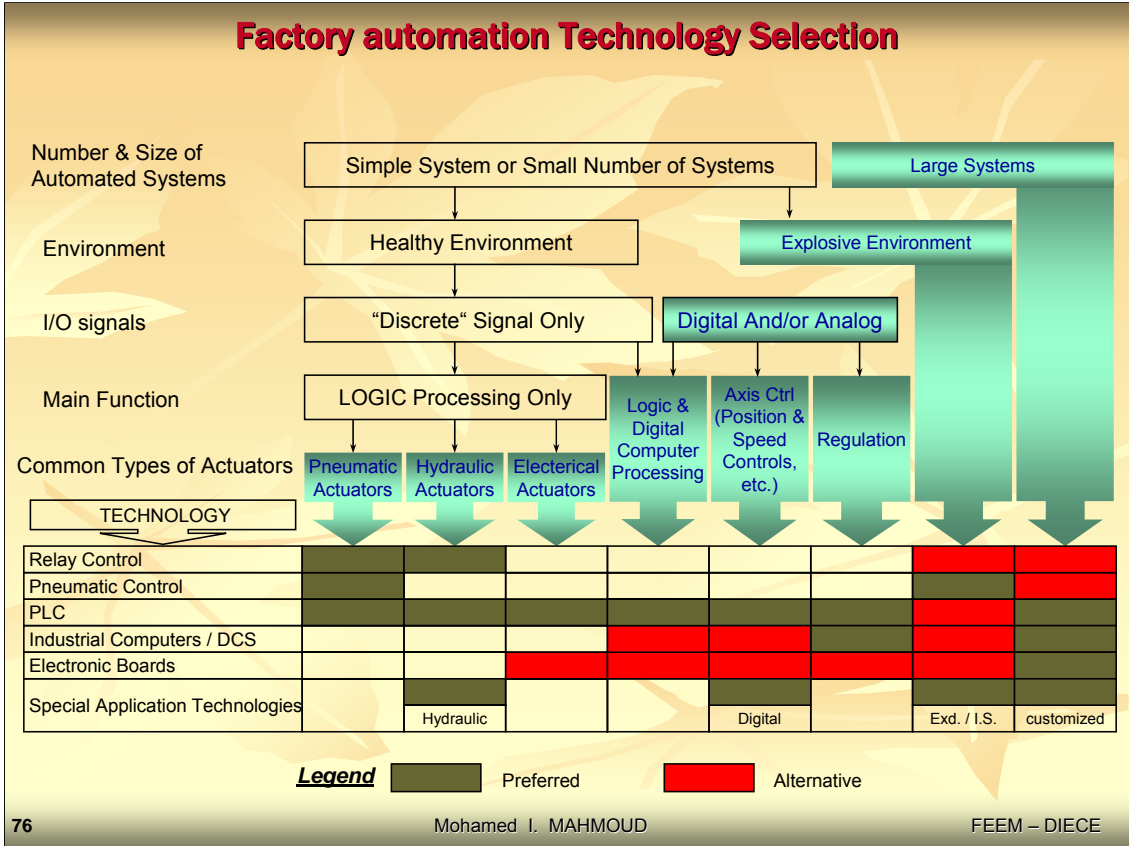 Factory automation Technology Selection
Number & Size of
Automated Systems
Simple System or Small Number of Systems
Large Systems
Environment
Healthy Environment
Explosive Environment
I/O signals
“Discrete“ Signal Only
Digital And/or Analog
Main Function
LOGIC Processing Only
Logic &
Digital
Computer
Processing
Axis Ctrl
(Position &
Speed
Controls,
etc.)
Regulation
Common Types of Actuators
Pneumatic
Actuators
Hydraulic
Actuators
Electerical
Actuators
TECHNOLOGY
Relay Control
Pneumatic Control
PLC
Industrial Computers / DCS
Electronic Boards
Special Application Technologies
Hydraulic
Digital
Exd. / I.S.
customized
Legend
Preferred
Alternative
76
Mohamed I. MAHMOUD
FEEM – DIECE